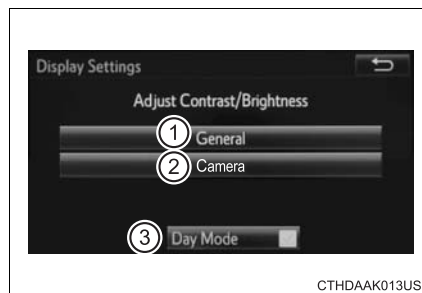 Display Settings
Adjust Contrast/Brightness
1 General
2 Camera
3 Day Mode
CTHDAAK013US